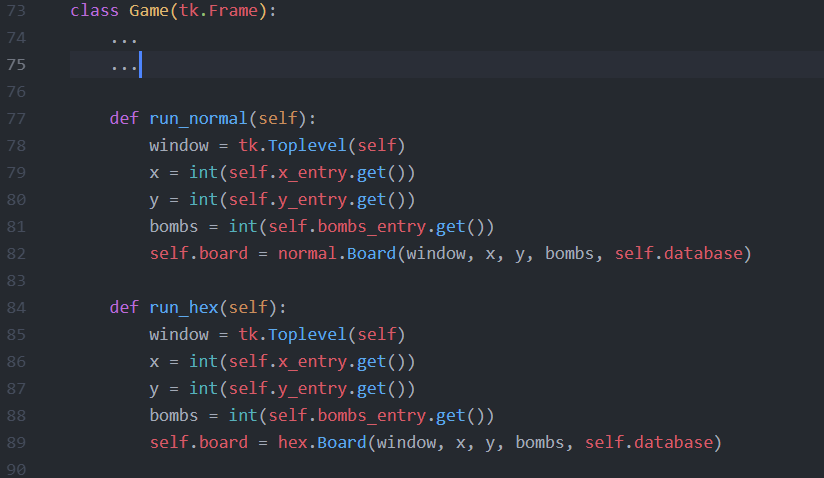 73 class Game(tk.Frame):
74     ...
75     ...
76
77     def run_normal(self):
78         window = tk.Toplevel(self)
79         x = int(self.x_entry.get())
80         y = int(self.y_entry.get())
81         bombs = int(self.bombs_entry.get())
82         self.board = normal.Board(window, x, y, bombs, self.database)
83
84     def run_hex(self):
85         window = tk.Toplevel(self)
86         x = int(self.x_entry.get())
87         y = int(self.y_entry.get())
88         bombs = int(self.bombs_entry.get())
89         self.board = hex.Board(window, x, y, bombs, self.database)
90